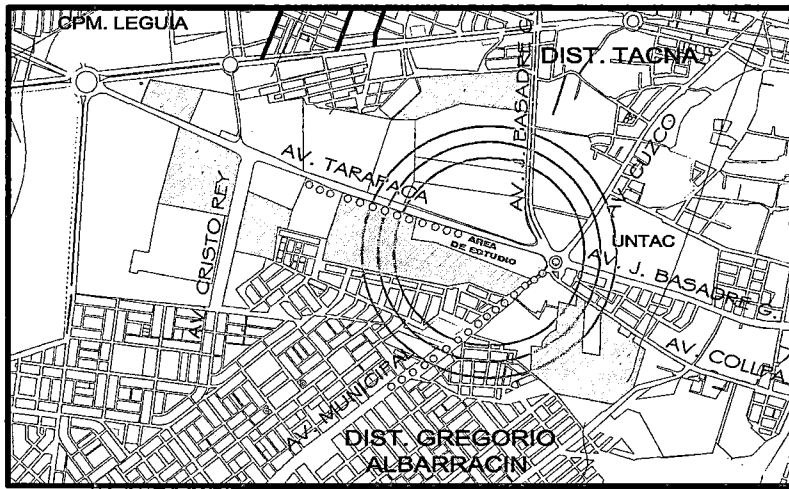 CPM. LEGUIA
DIST. TACNA
AV. J. BASADRE G.
AV. CUZCO
AV. TARAPACA
AV. CRISTO REY
AREA
DE ESTUDIO
UNTAC
AV. J. BASADRE G.
AV. COLLPA
AV. MUNICIPAL
DIST. GREGORIO
ALBARRACIN